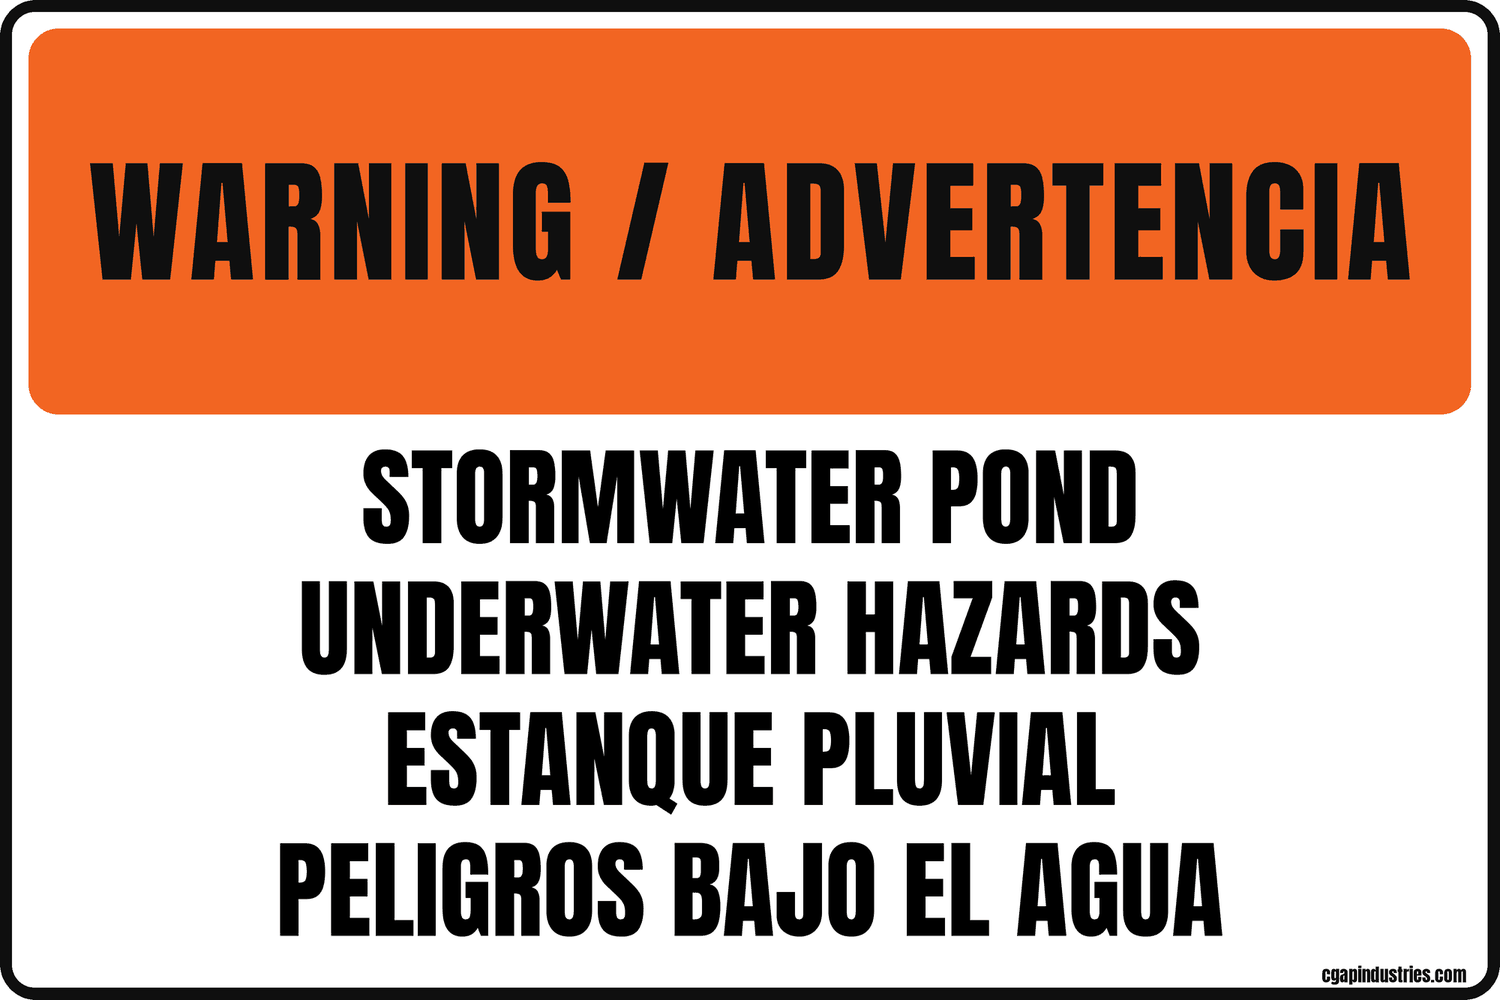 WARNING / ADVERTENCIA
STORMWATER POND
UNDERWATER HAZARDS
ESTANQUE PLUVIAL
PELIGROS BAJO EL AGUA
cgapindustries.com